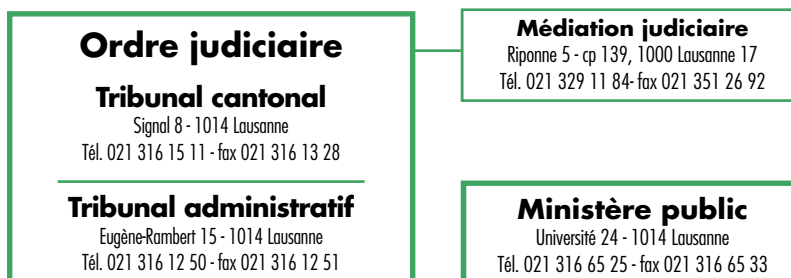 Ordre judiciaire
Tribunal cantonal
Signal 8 - 1014 Lausanne
Tél. 021 316 15 11 - fax 021 316 13 28
Tribunal administratif
Eugène-Rambert 15 - 1014 Lausanne
Tél. 021 316 12 50 - fax 021 316 12 51
Médiation judiciaire
Riponne 5 - cp 139, 1000 Lausanne 17
Tél. 021 329 11 84- fax 021 351 26 92
Ministère public
Université 24 - 1014 Lausanne
Tél. 021 316 65 25 - fax 021 316 65 33